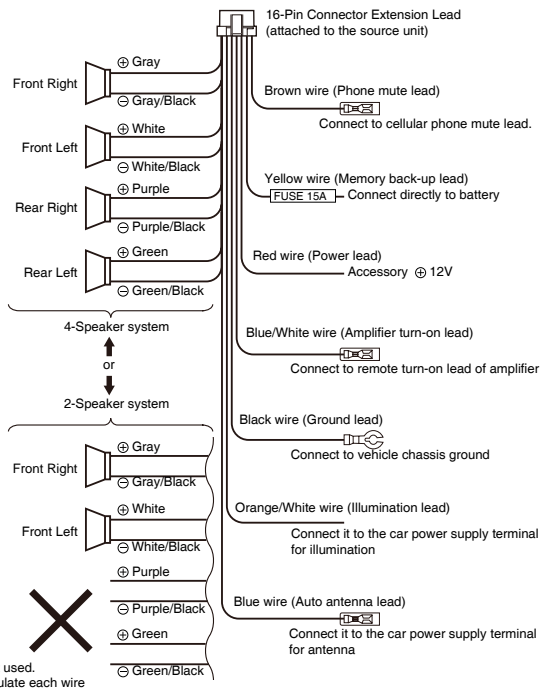 16-Pin Connector Extension Lead
(attached to the source unit)
⊕ Gray
Front Right
⊖ Gray/Black
⊕ White
Front Left
⊖ White/Black
⊕ Purple
Rear Right
⊖ Purple/Black
⊕ Green
Rear Left
⊖ Green/Black
4-Speaker system
or
2-Speaker system
⊕ Gray
Front Right
⊖ Gray/Black
⊕ White
Front Left
⊖ White/Black
⊕ Purple
⊖ Purple/Black
⊕ Green
⊖ Green/Black
used.
ulate each wire
Brown wire (Phone mute lead)
Connect to cellular phone mute lead.
Yellow wire (Memory back-up lead)
FUSE 15A Connect directly to battery
Red wire (Power lead)
Accessory ⊕ 12V
Blue/White wire (Amplifier turn-on lead)
Connect to remote turn-on lead of amplifier
Black wire (Ground lead)
Connect to vehicle chassis ground
Orange/White wire (Illumination lead)
Connect it to the car power supply terminal
for illumination
Blue wire (Auto antenna lead)
Connect it to the car power supply terminal
for antenna